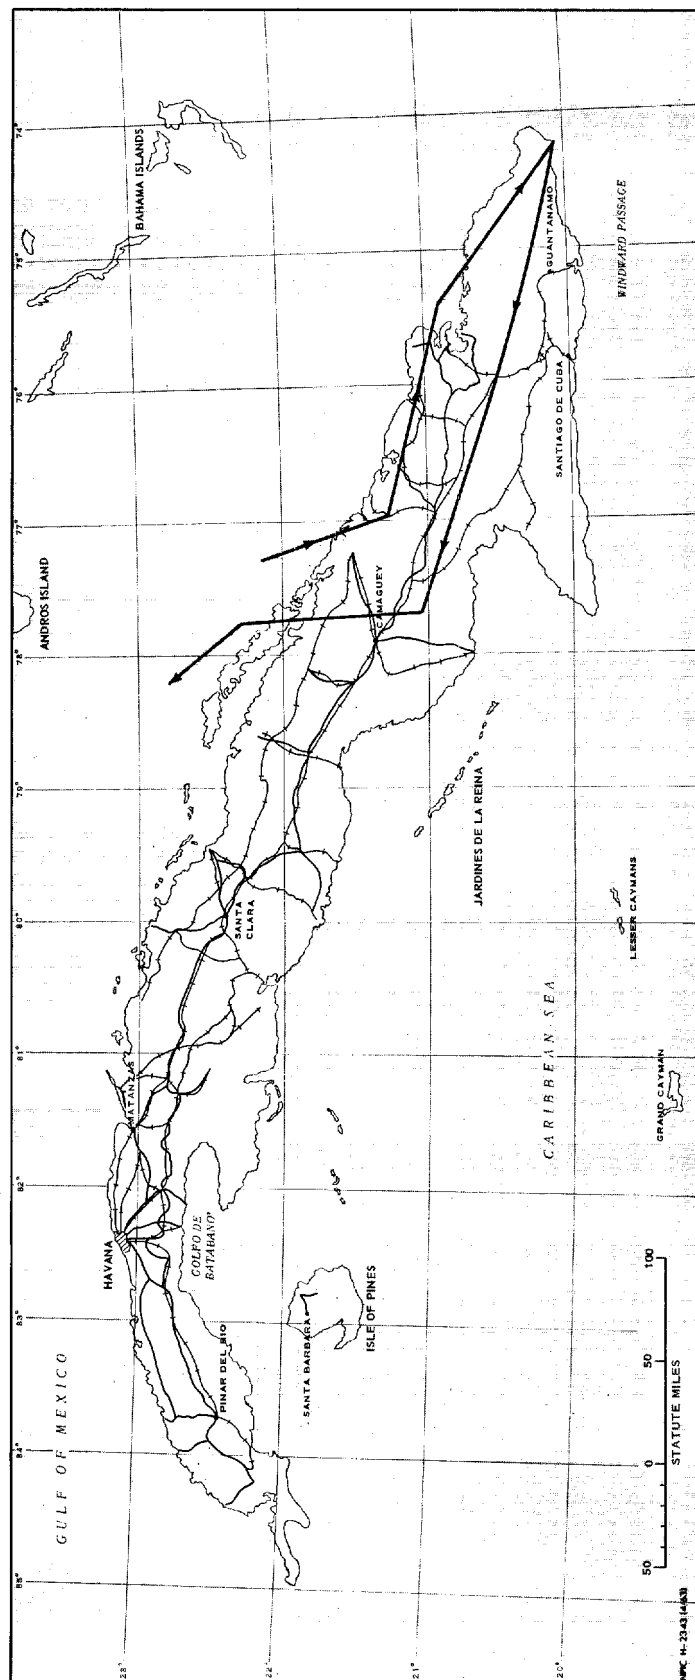 GULF OF MEXICO
HAVANA
MATANZAS
ANDROS ISLAND
BAHAMA ISLANDS
PINAR DEL RIO
GOLFO DE
BATABANO
SANTA BARBARA
ISLE OF PINES
SANTA
CLARA
CAMAGUEY
JARDINES DE LA REINA
CARIBBEAN SEA
GRAND CAYMAN
LESSER CAYMANS
SANTIAGO DE CUBA
GUANTANAMO
WINDWARD PASSAGE
85°
84°
83°
82°
81°
80°
79°
78°
77°
76°
75°
74°
23°
22°
21°
20°
50 0 50 100
STATUTE MILES